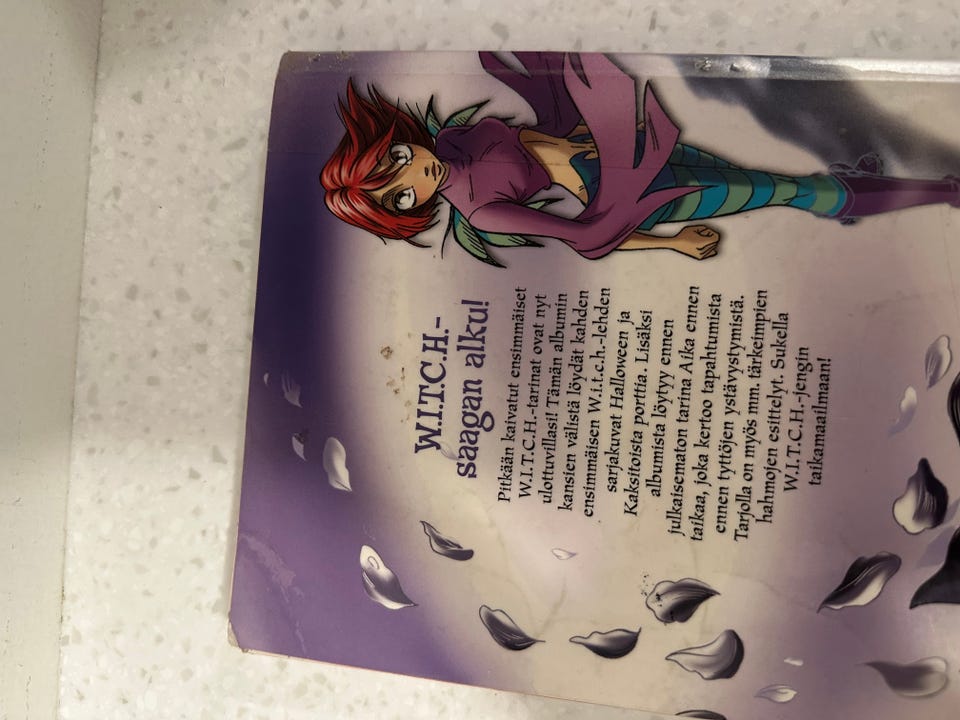 W.I.T.C.H.-
saagan alku!
Pitkään kaivatut ensimmäiset
W.I.T.C.H.-tarinat ovat nyt
ulottuvillasi! Tämän albumin
kansien välistä löydät kahden
ensimmäisen W.i.t.c.h.-lehden
sarjakuvat Halloween ja
Kaksitoista porttia. Lisäksi
albumista löytyy ennen
julkaisematon tarina Aika ennen
taikaa, joka kertoo tapahtumista
ennen tyttöjen ystävystymistä.
Tarjolla on myös mm. tärkeimpien
hahmojen esittelyt. Sukella
W.I.T.C.H.-jengin
taikamaailmaan!